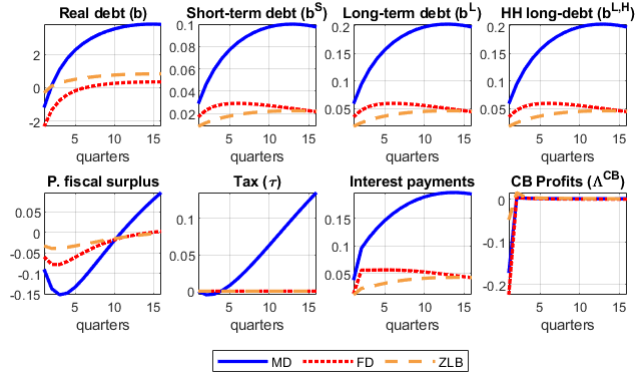 Real debt (b)
Short-term debt (b^S)
Long-term debt (b^L)
HH long-debt (b^{L,H})
2
0
-2
5
10
15
quarters
0.1
0.08
0.06
0.04
0.02
5
10
15
quarters
0.2
0.15
0.1
0.05
5
10
15
quarters
0.2
0.15
0.1
0.05
5
10
15
quarters
P. fiscal surplus
Tax (τ)
Interest payments
CB Profits (Λ^{CB})
0.05
0
-0.05
-0.1
-0.15
5
10
15
quarters
0.1
0.05
0
5
10
15
quarters
0.15
0.1
0.05
5
10
15
quarters
0
-0.1
-0.2
5
10
15
quarters
MD
FD
ZLB